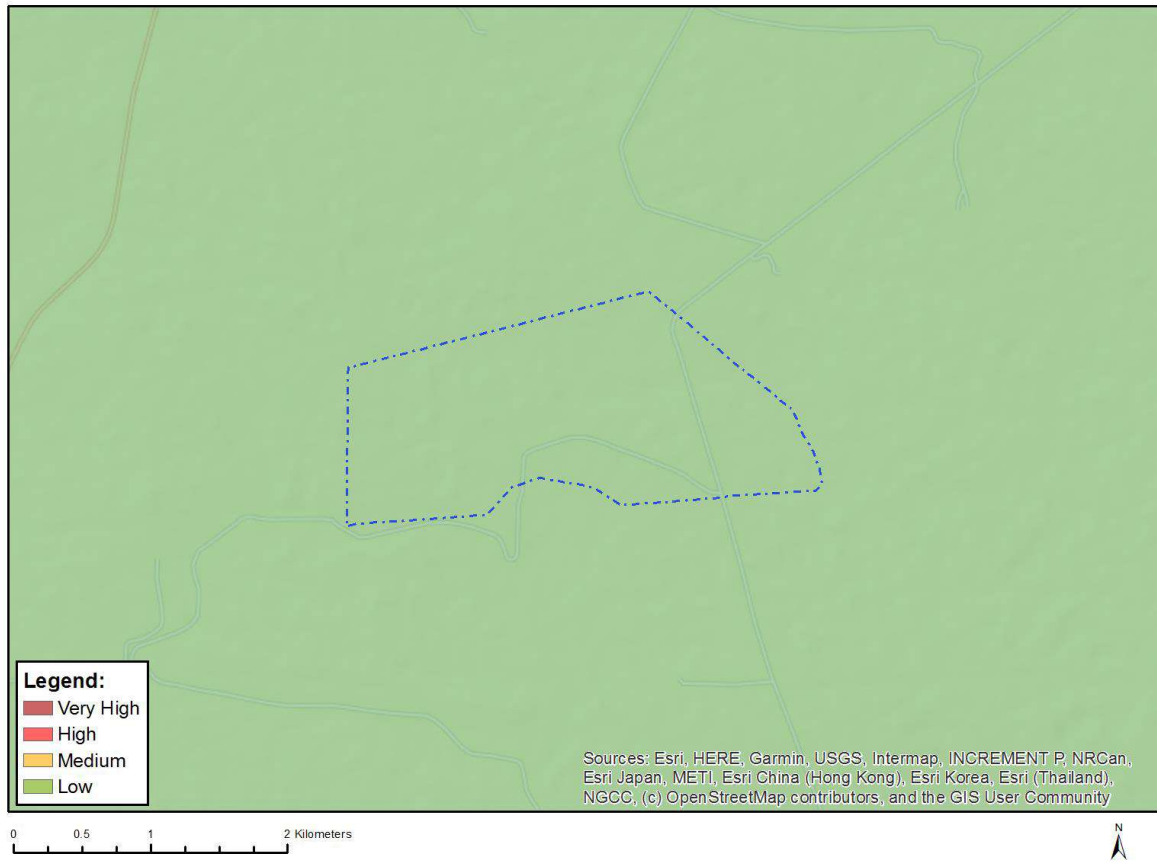 Legend:
Very High
High
Medium
Low
Sources: Esri, HERE, Garmin, USGS, Intermap, INCREMENT P, NRCan,
Esri Japan, METI, Esri China (Hong Kong), Esri Korea, Esri (Thailand),
NGCC, (c) OpenStreetMap contributors, and the GIS User Community
0 0.5 1 2 Kilometers
N